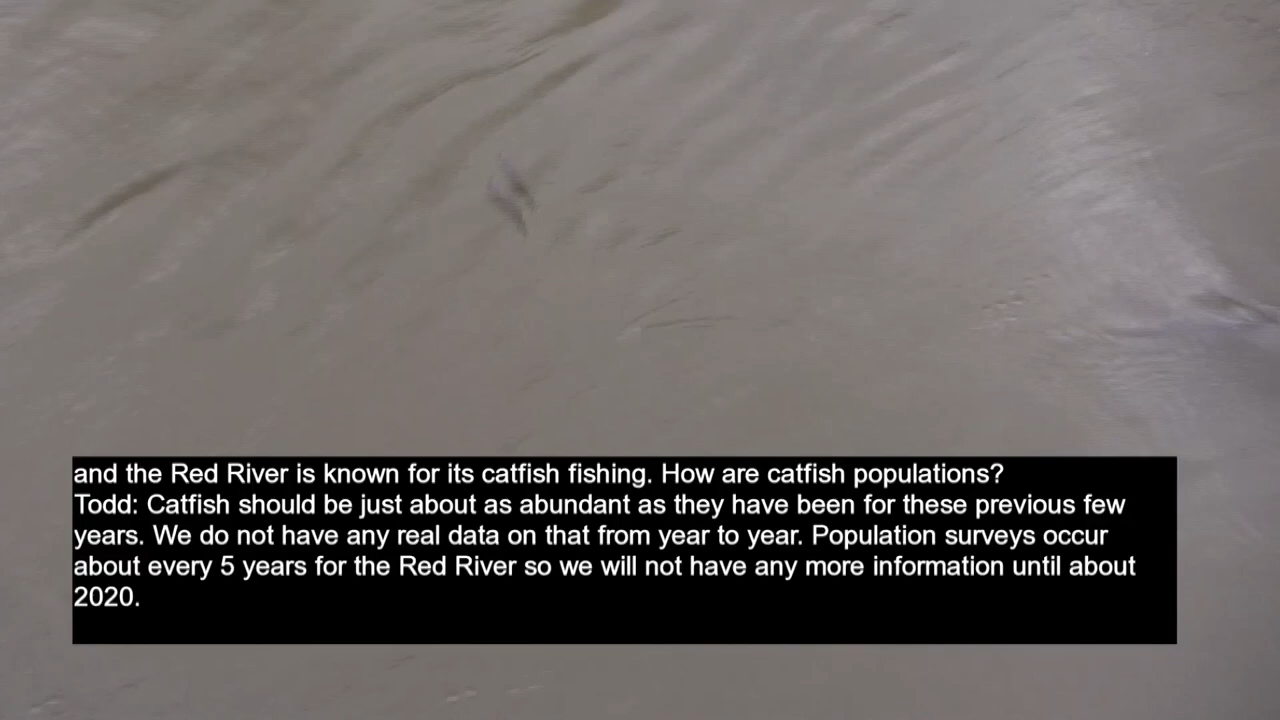 and the Red River is known for its catfish fishing. How are catfish populations?
Todd: Catfish should be just about as abundant as they have been for these previous few
years. We do not have any real data on that from year to year. Population surveys occur
about every 5 years for the Red River so we will not have any more information until about
2020.